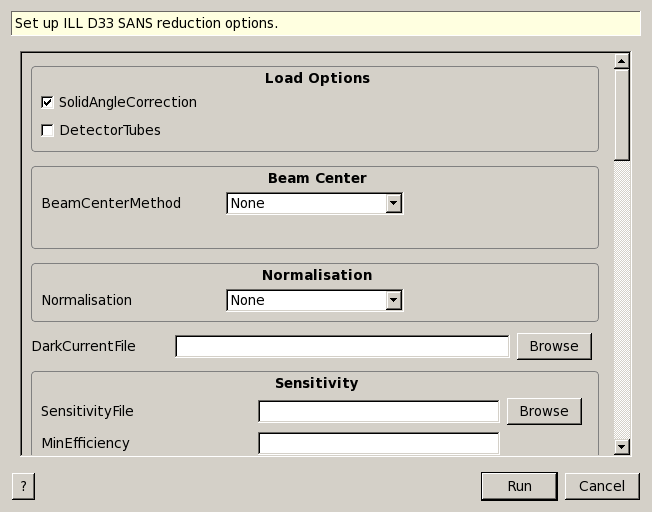 Set up ILL D33 SANS reduction options.
Load Options
SolidAngleCorrection
DetectorTubes
Beam Center
BeamCenterMethod None
Normalisation
Normalisation None
DarkCurrentFile Browse
Sensitivity
SensitivityFile Browse
MinEfficiency
? Run Cancel